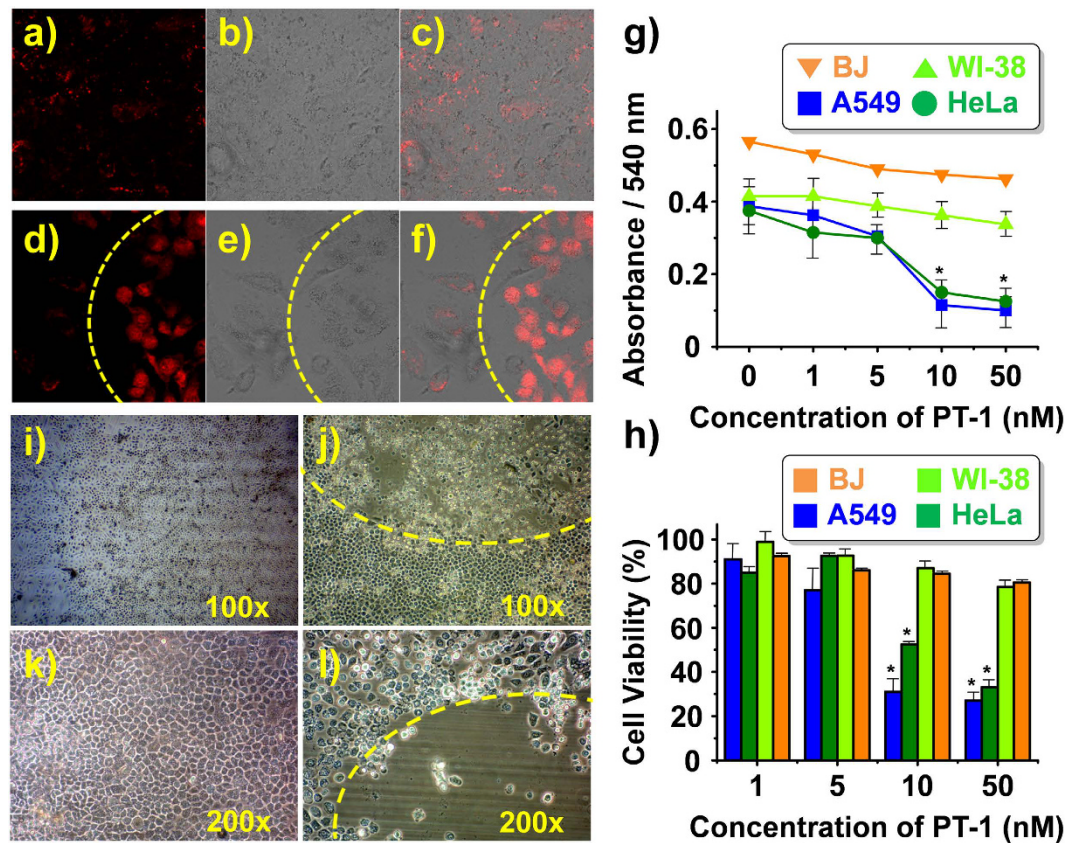 a)
b)
c)
d)
e)
f)
g)
BJ
WI-38
A549
HeLa
Absorbance / 540 nm
0.6
0.4
0.2
0
*
*
0 1 5 10 50
Concentration of PT-1 (nM)
h)
BJ
WI-38
A549
HeLa
Cell Viability (%)
100
80
60
40
20
0
* *
* *
1 5 10 50
Concentration of PT-1 (nM)
i)
100x
j)
100x
k)
200x
l)
200x